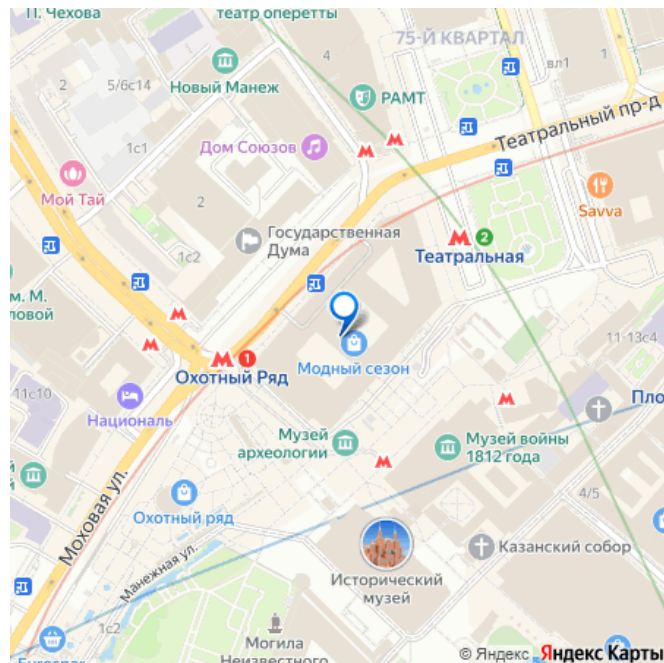 П. Чехова
театр оперетты
75-Й КВАРТАЛ
4
1
вл1
2
5/6с14
Новый Манеж
РАМТ
Театральный пр-д
1с1
Дом Союзов
Мой Тай
2
Savva
Государственная
Дума
2
Театральная
1с2
м. М.
ловой
11-13с4
1
Охотный Ряд
Модный сезон
11с10
Националь
Пло
Музей
археологии
Музей войны
1812 года
4/5
Моховая ул.
Охотный ряд
Казанский собор
Манежная ул.
Исторический
музей
1с2
Могила
Неизвестного
© Яндекс Яндекс Карты